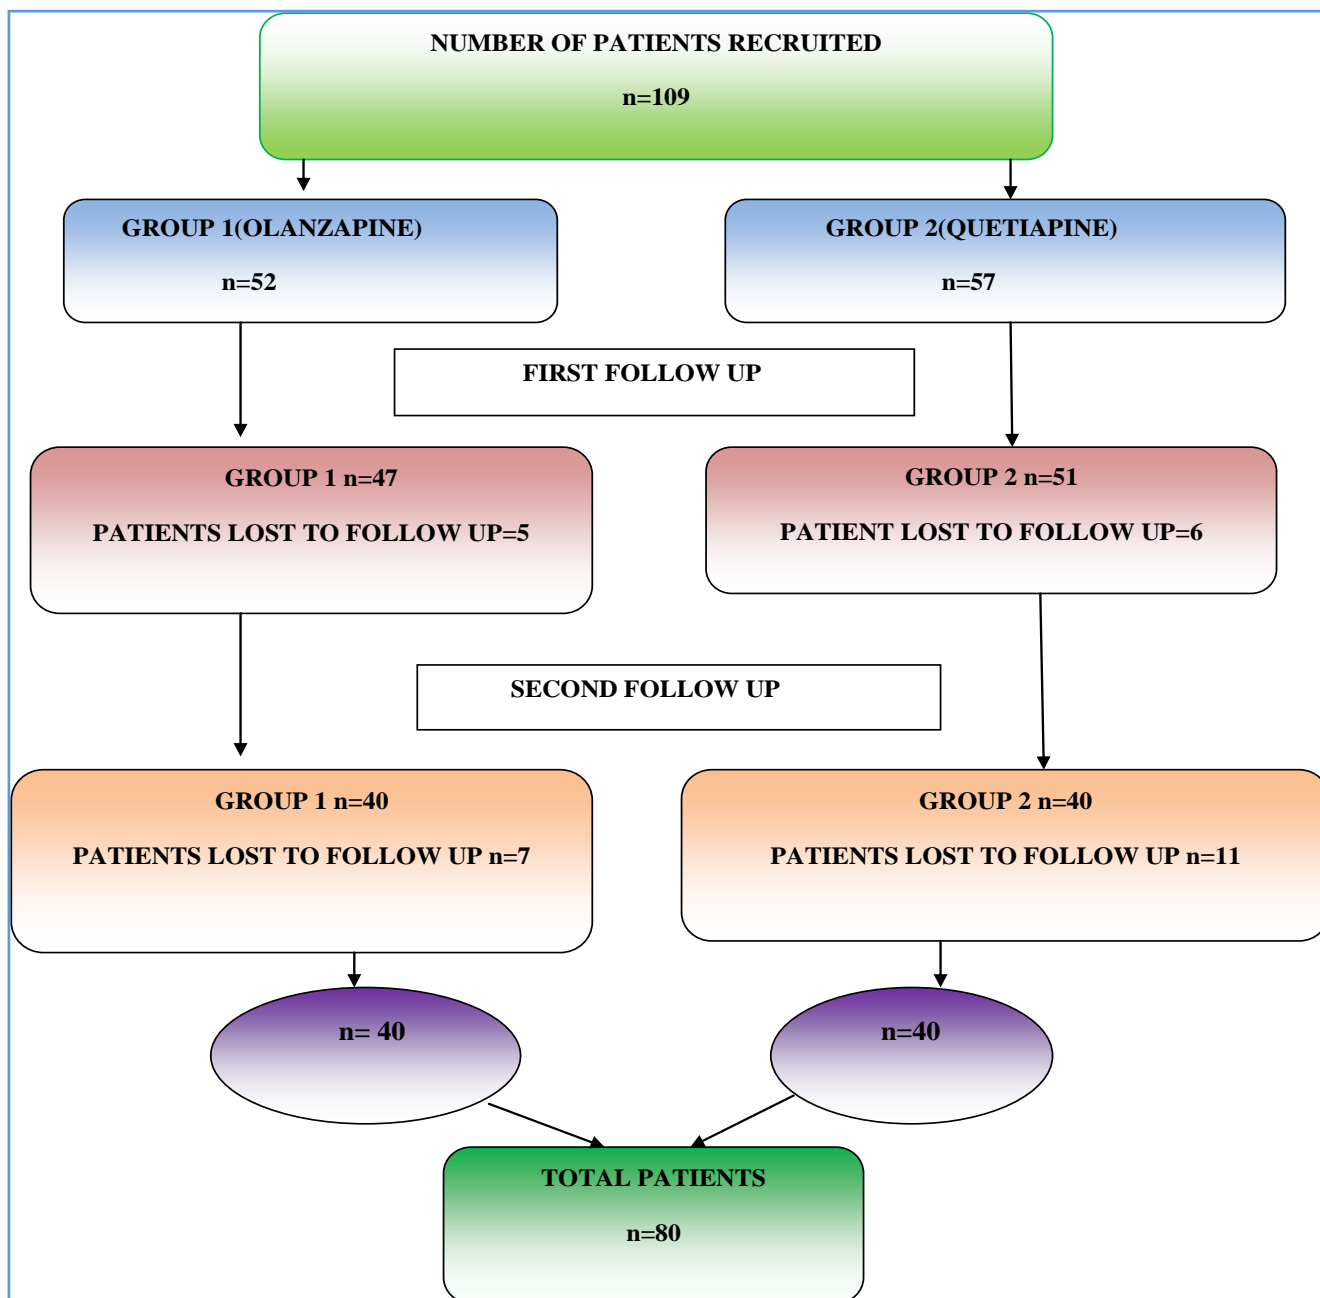 NUMBER OF PATIENTS RECRUITED
n=109
GROUP 1(OLANZAPINE)
n=52
GROUP 2(QUETIAPINE)
n=57
FIRST FOLLOW UP
GROUP 1 n=47
PATIENTS LOST TO FOLLOW UP=5
GROUP 2 n=51
PATIENT LOST TO FOLLOW UP=6
SECOND FOLLOW UP
GROUP 1 n=40
PATIENTS LOST TO FOLLOW UP n=7
GROUP 2 n=40
PATIENTS LOST TO FOLLOW UP n=11
n= 40
n=40
TOTAL PATIENTS
n=80